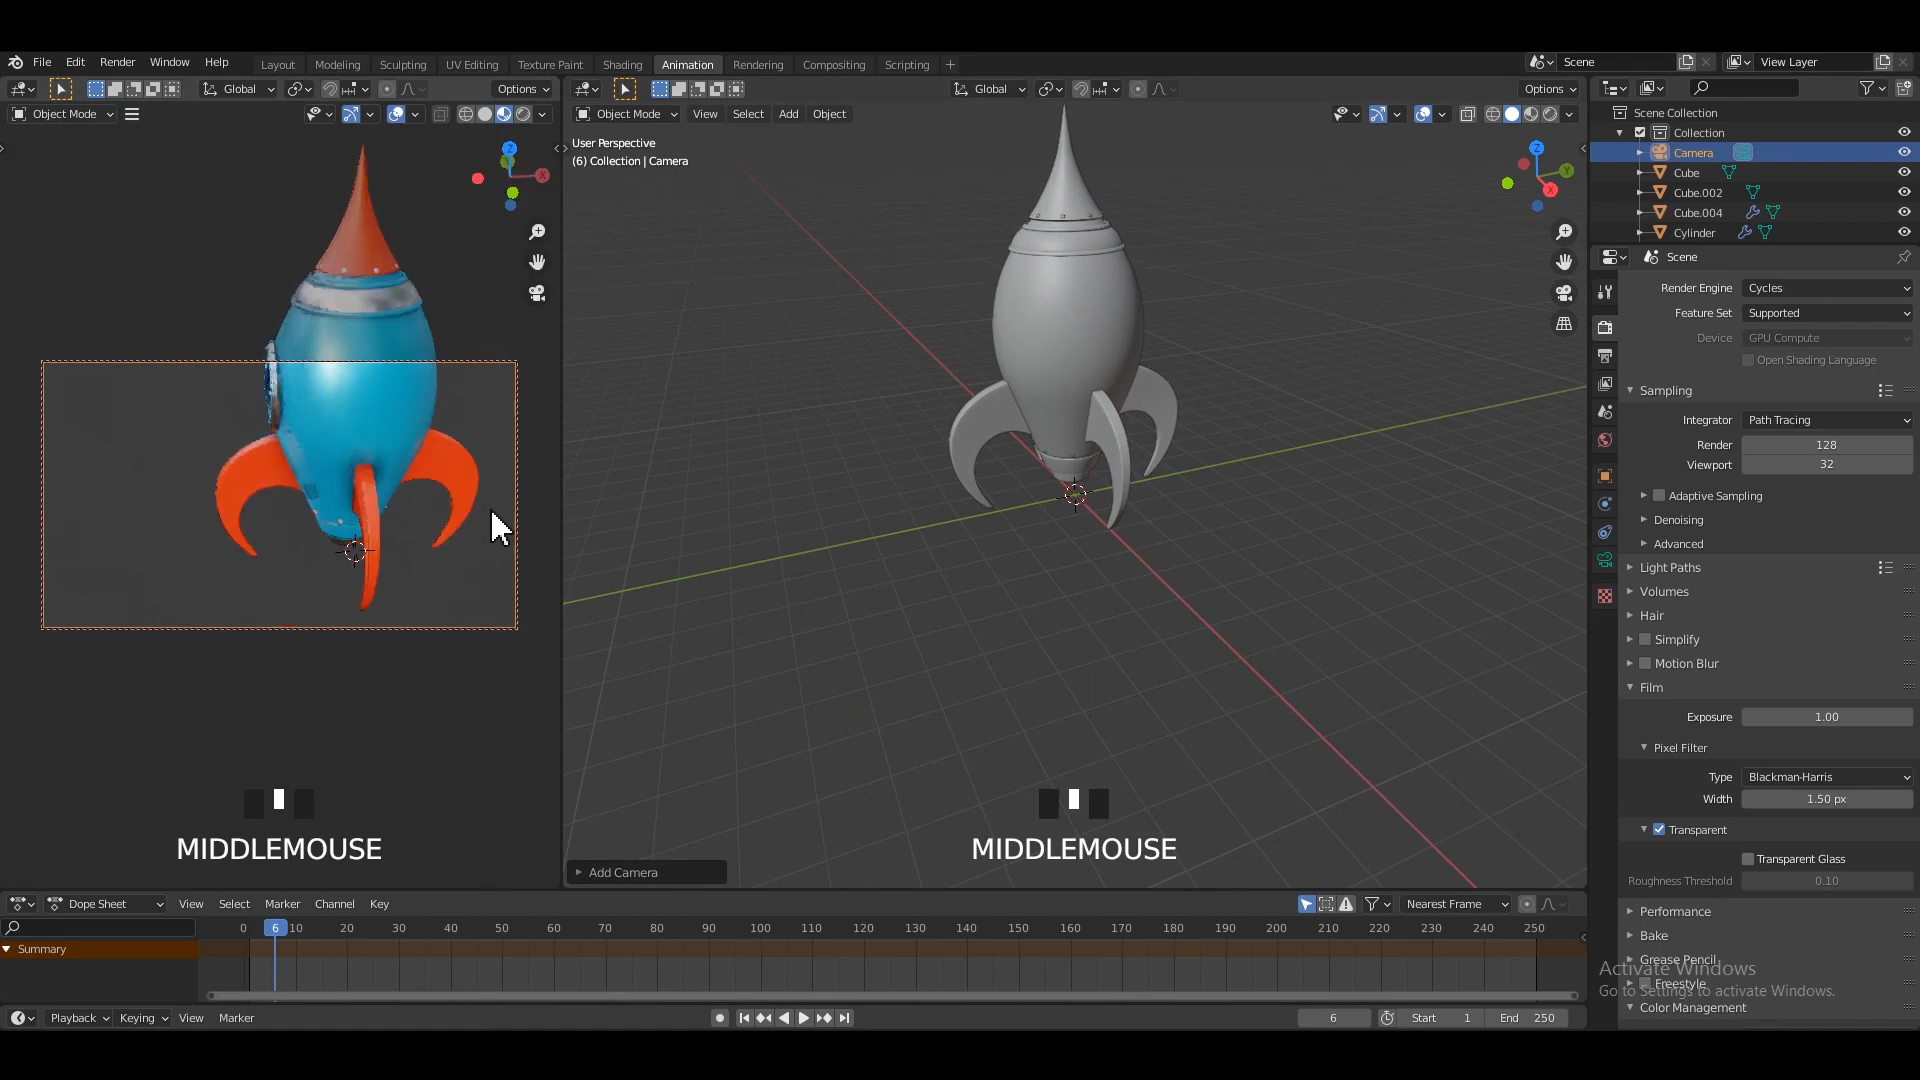 File Edit Render Window Help Layout Modeling Sculpting UV Editing Texture Paint Shading Animation Rendering Compositing Scripting + Scene View Layer
Global Options Global Options
Object Mode Object Mode View Select Add Object
User Perspective
(6) Collection | Camera
Z
X
Z
Y
X
MIDDLEMOUSE
MIDDLEMOUSE
Add Camera
Scene Collection
Collection
Camera
Cube
Cube.002
Cube.004
Cylinder
Scene
Render Engine Cycles
Feature Set Supported
Device GPU Compute
Open Shading Language
Sampling
Integrator Path Tracing
Render 128
Viewport 32
Adaptive Sampling
Denoising
Advanced
Light Paths
Volumes
Hair
Simplify
Motion Blur
Film
Exposure 1.00
Pixel Filter
Type Blackman-Harris
Width 1.50 px
Transparent
Transparent Glass
Roughness Threshold 0.10
Performance
Bake
Grease Pencil
Freestyle
Color Management
Activate Windows
Go to Settings to activate Windows.
Dope Sheet View Select Marker Channel Key Nearest Frame
0 6 10 20 30 40 50 60 70 80 90 100 110 120 130 140 150 160 170 180 190 200 210 220 230 240 250
Summary
Playback Keying View Marker 6 Start 1 End 250